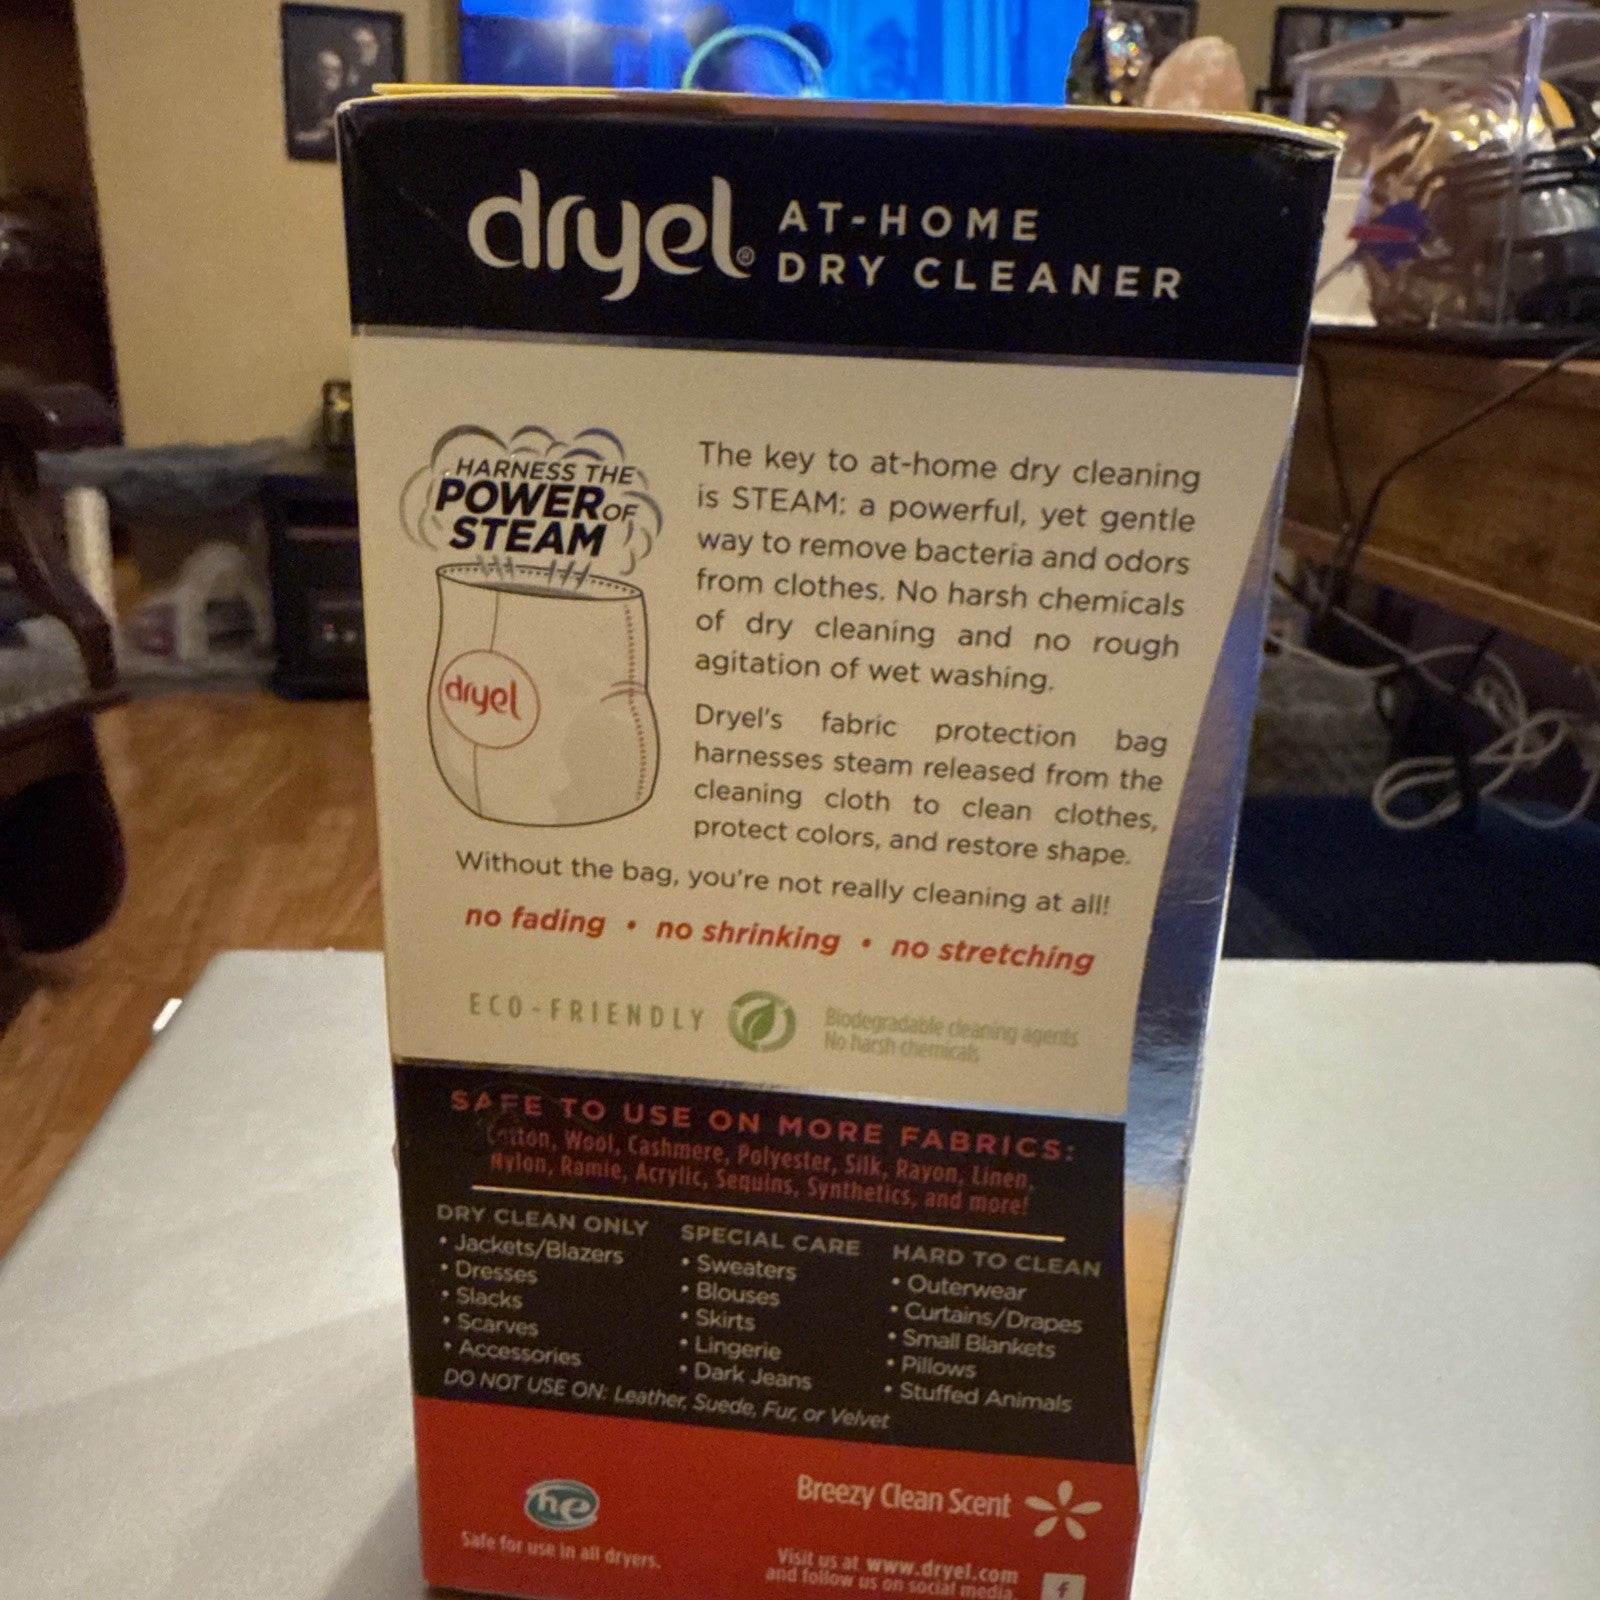 dryel® AT-HOME
DRY CLEANER
HARNESS THE
POWER OF
STEAM
dryel
The key to at-home dry cleaning
is STEAM: a powerful, yet gentle
way to remove bacteria and odors
from clothes. No harsh chemicals
of dry cleaning and no rough
agitation of wet washing.
Dryel's fabric protection bag
harnesses steam released from the
cleaning cloth to clean clothes,
protect colors, and restore shape.
Without the bag, you're not really cleaning at all!
no fading • no shrinking • no stretching
ECO-FRIENDLY
Biodegradable cleaning agents
No harsh chemicals
SAFE TO USE ON MORE FABRICS:
Cotton, Wool, Cashmere, Polyester, Silk, Rayon, Linen,
Nylon, Ramie, Acrylic, Sequins, Synthetics, and more!
DRY CLEAN ONLY
• Jackets/Blazers
• Dresses
• Slacks
• Scarves
• Accessories
SPECIAL CARE
• Sweaters
• Blouses
• Skirts
• Lingerie
• Dark Jeans
HARD TO CLEAN
• Outerwear
• Curtains/Drapes
• Small Blankets
• Pillows
• Stuffed Animals
DO NOT USE ON: Leather, Suede, Fur, or Velvet
he
Safe for use in all dryers.
Breezy Clean Scent
Visit us at www.dryel.com
and follow us on social media.
f